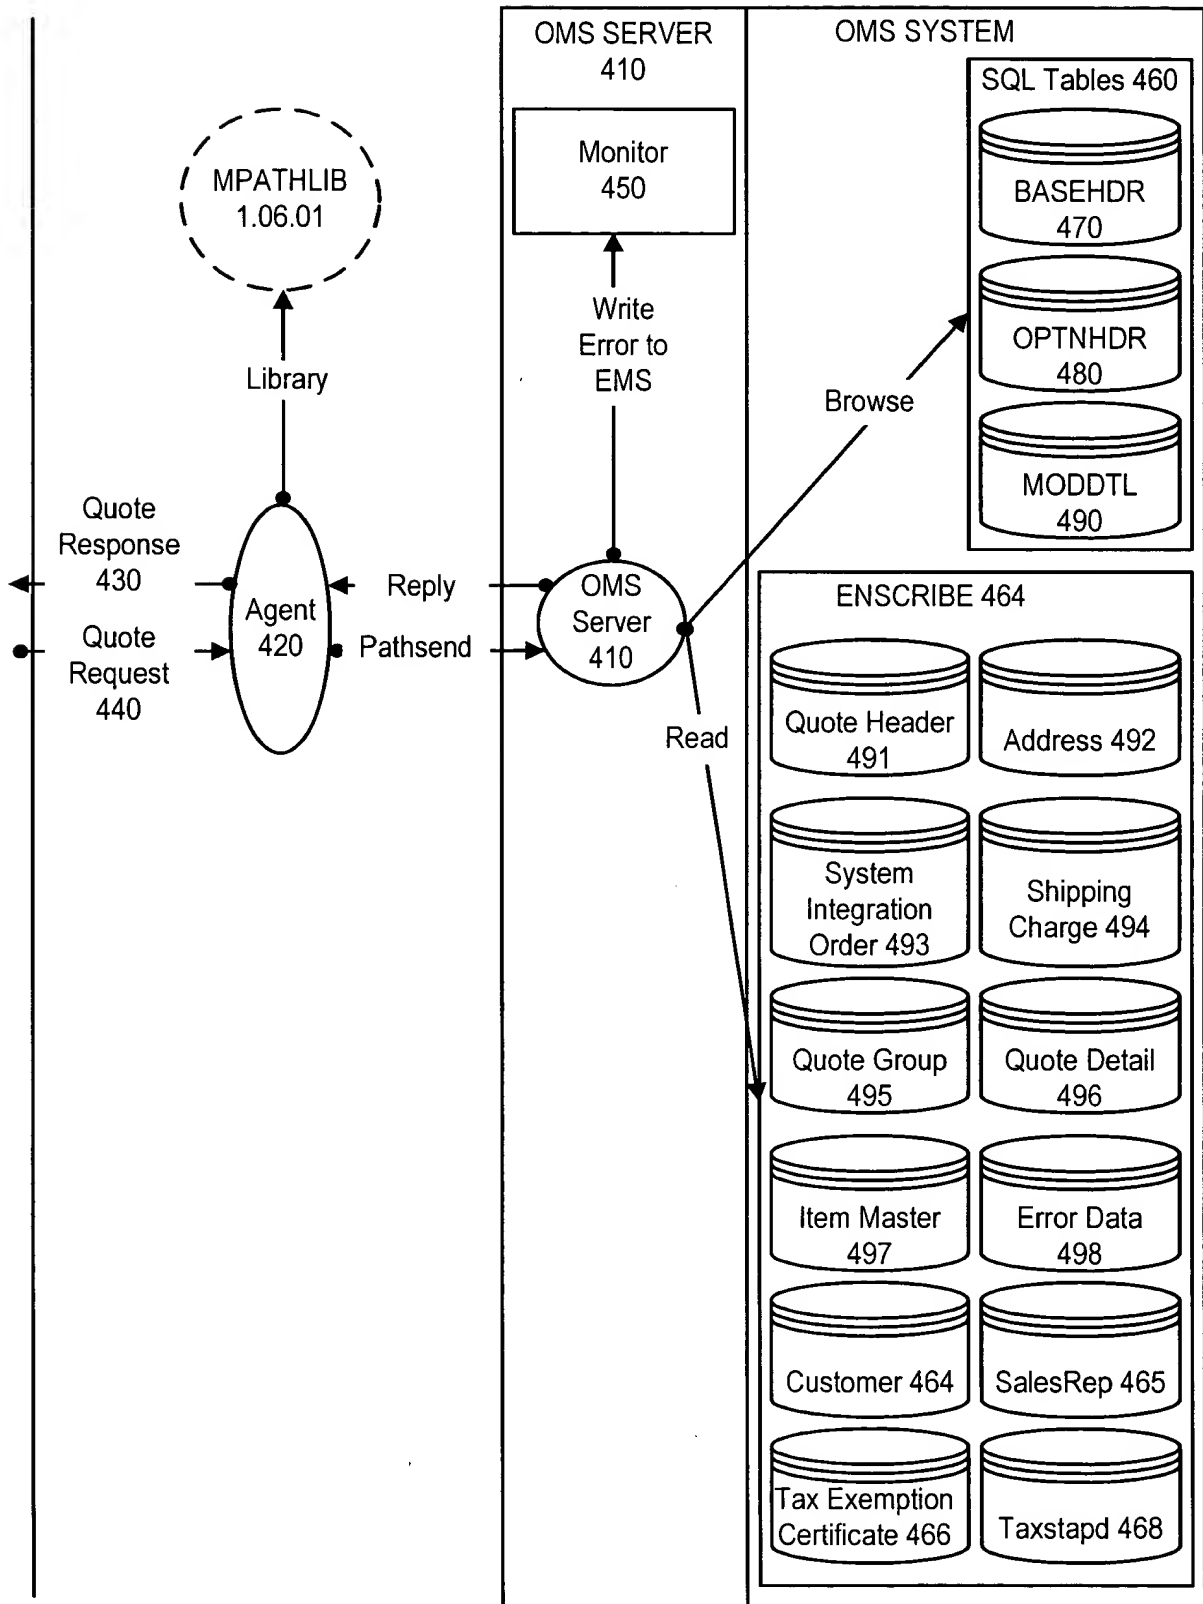 OMS SERVER
410
OMS SYSTEM
SQL Tables 460
BASEHDR
470
OPTNHDR
480
MODDTL
490
Monitor
450
MPATHLIB
1.06.01
Write
Error to
EMS
Library
Browse
Quote
Response
430
Quote
Request
440
Agent
420
Reply
Pathsend
OMS
Server
410
Read
ENSCRIBE 464
Quote Header
491
Address 492
System
Integration
Order 493
Shipping
Charge 494
Quote Group
495
Quote Detail
496
Item Master
497
Error Data
498
Customer 464
SalesRep 465
Tax Exemption
Certificate 466
Taxstapd 468